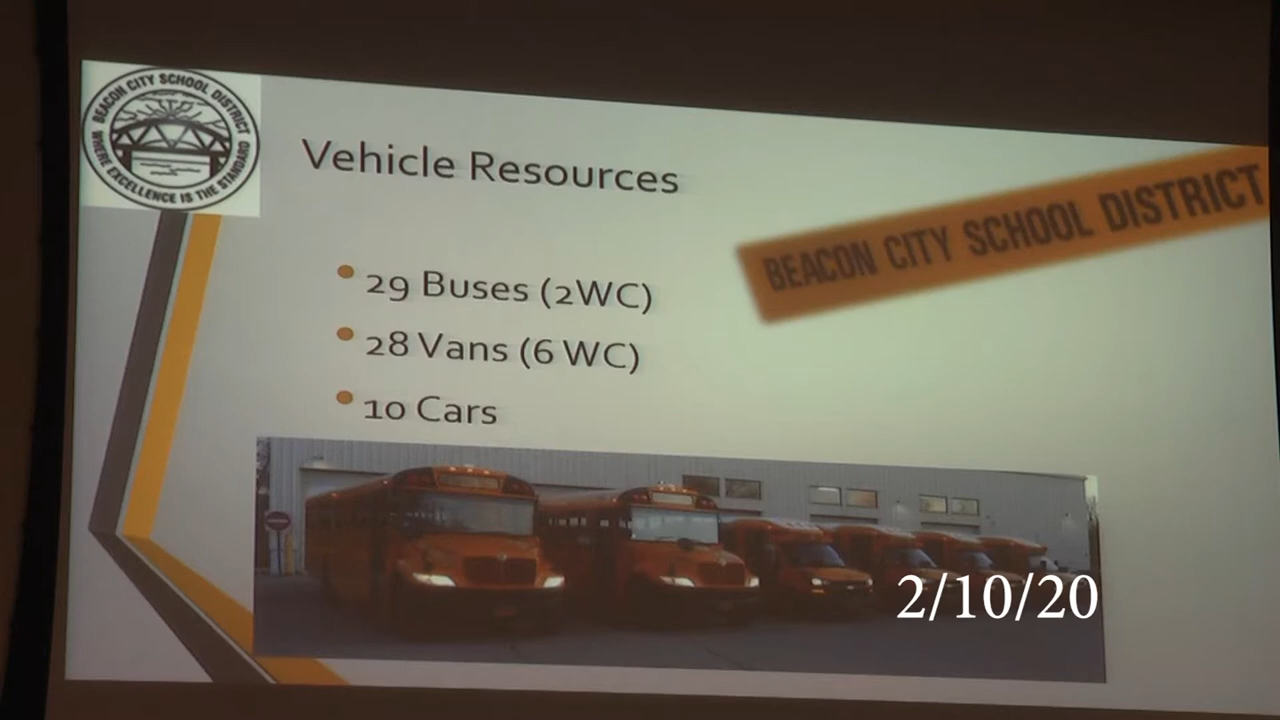 BEACON CITY SCHOOL DISTRICT
WHERE EXCELLENCE IS THE STANDARD
Vehicle Resources
BEACON CITY SCHOOL DISTRICT
29 Buses (2WC)
28 Vans (6 WC)
10 Cars
2/10/20